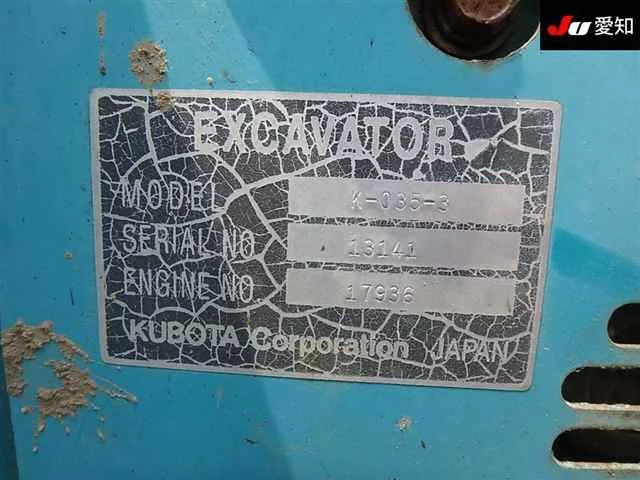 JU 愛知
EXCAVATOR
MODEL K-035-3
SERIAL NO 13141
ENGINE NO. 17936
KUBOTA Corporation JAPAN